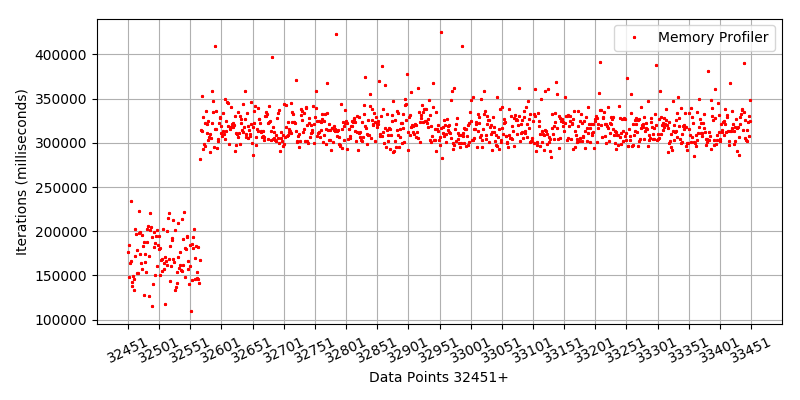 Memory Profiler
Iterations (milliseconds)
400000
350000
300000
250000
200000
150000
100000
32451 32501 32551 32601 32651 32701 32751 32801 32851 32901 32951 33001 33051 33101 33151 33201 33251 33301 33351 33401 33451
Data Points 32451+